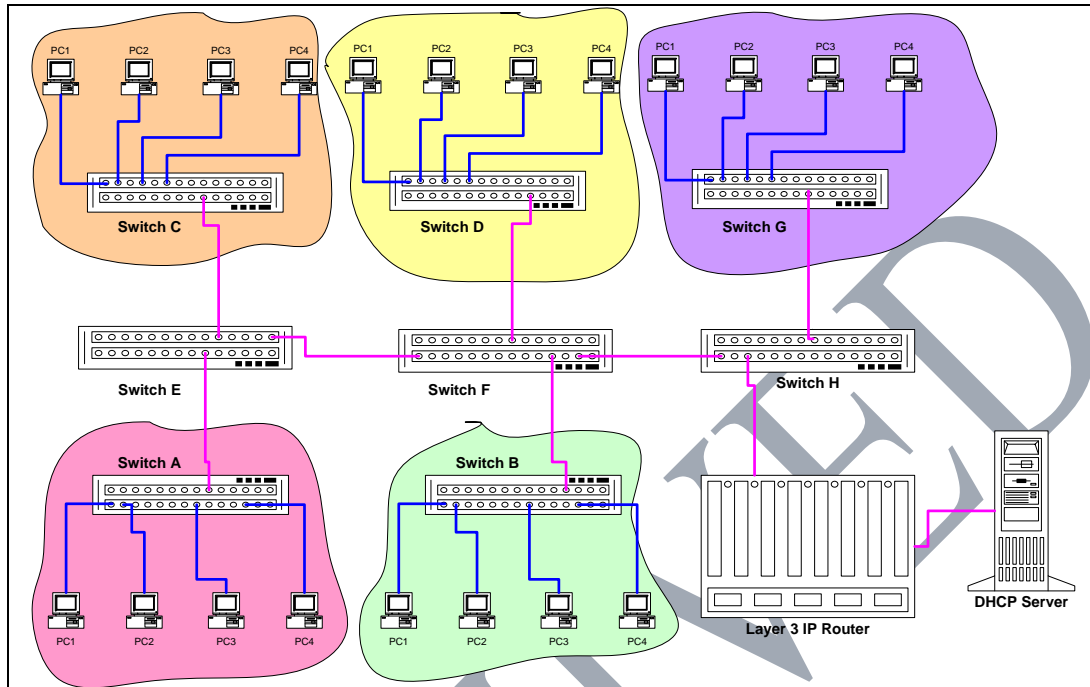 PC1 PC2 PC3 PC4
PC1 PC2 PC3 PC4
PC1 PC2 PC3 PC4
Switch C
Switch D
Switch G
Switch E
Switch F
Switch H
Switch A
Switch B
PC1 PC2 PC3 PC4
PC1 PC2 PC3 PC4
Layer 3 IP Router
DHCP Server